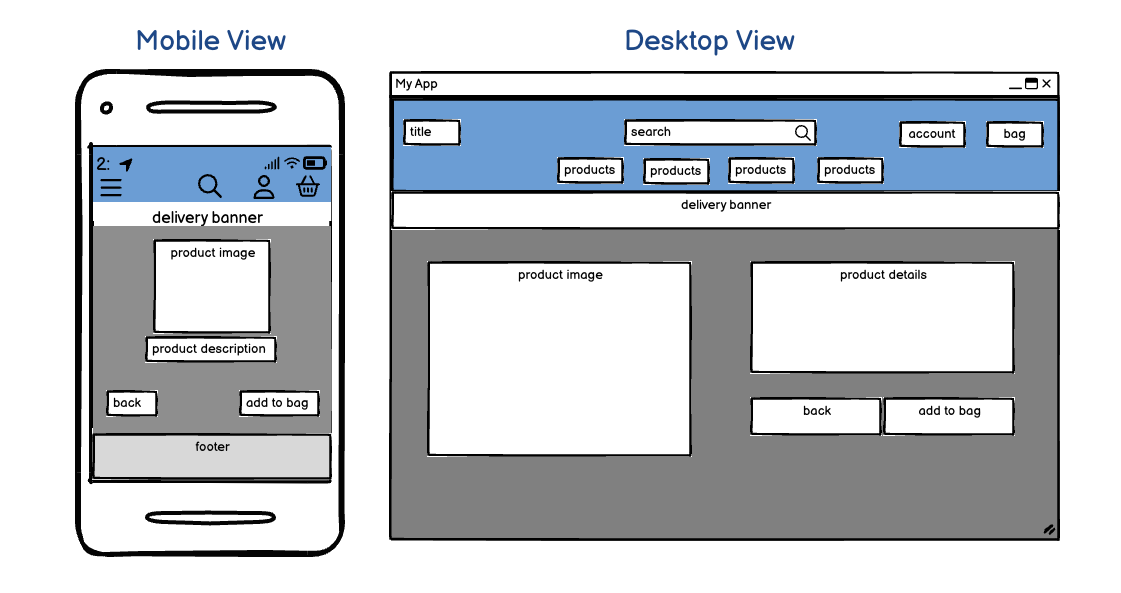 Mobile View
2:
delivery banner
product image
product description
back
add to bag
footer
Desktop View
My App
title
search
account
bag
products
products
products
products
delivery banner
product image
product details
back
add to bag